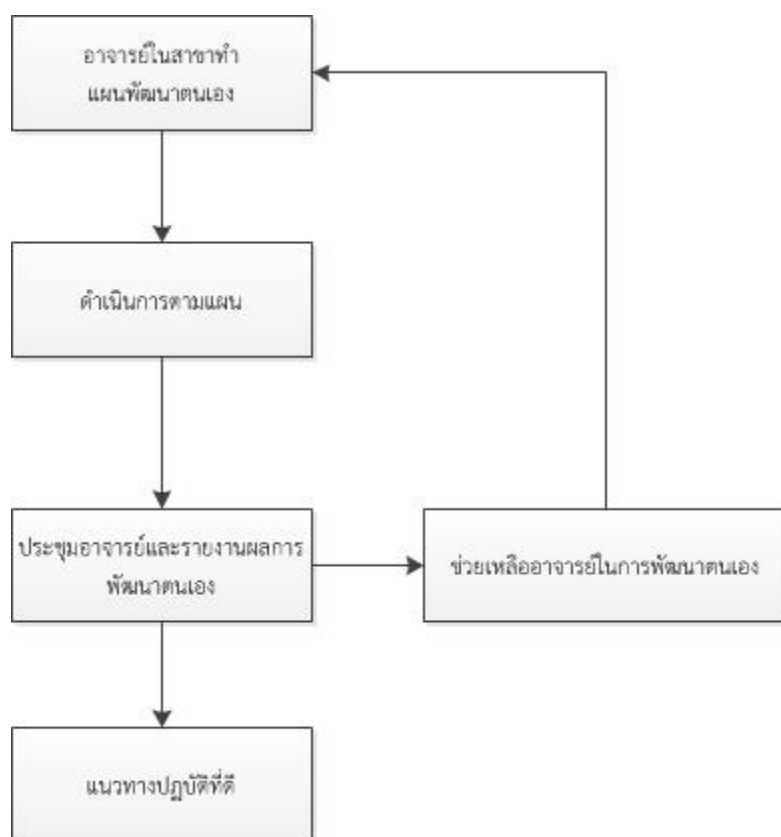 อาจารย์ในสาขาทำ
แผนพัฒนาตนเอง
ดำเนินการตามแผน
ประชุมอาจารย์และรายงานผลการ
พัฒนาตนเอง
ช่วยเหลืออาจารย์ในการพัฒนาตนเอง
แนวทางปฏบัติที่ดี